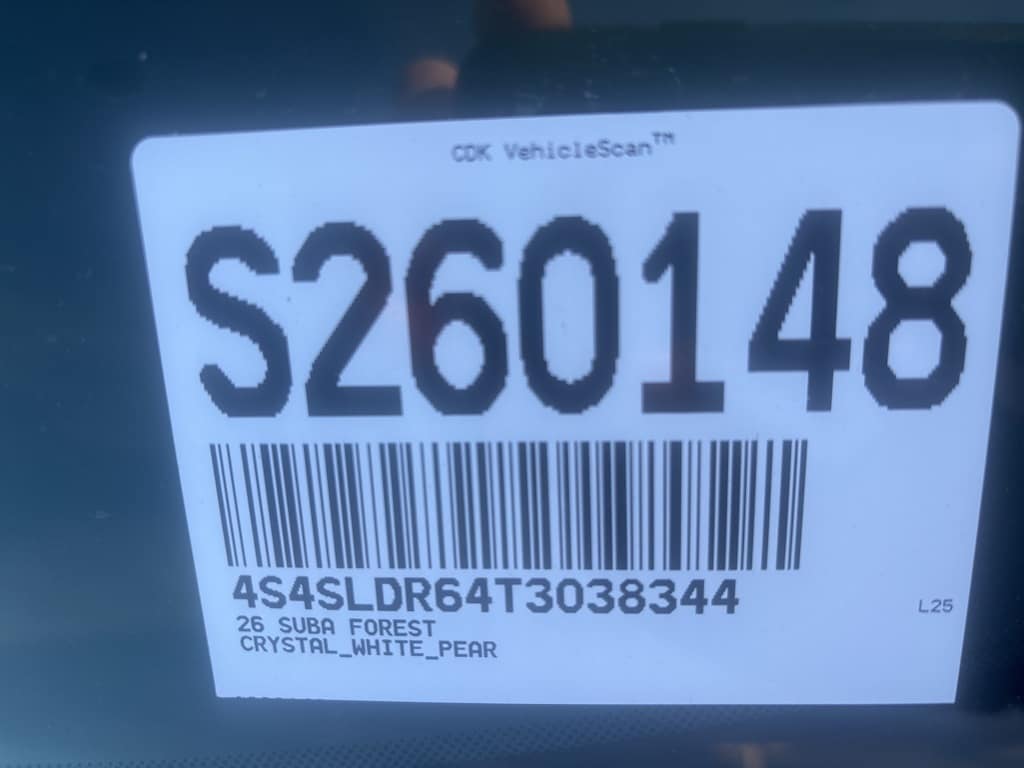 CDK VehicleScan™
S260148
4S4SLDR64T3038344
26 SUBA FOREST
CRYSTAL_WHITE_PEAR
L25